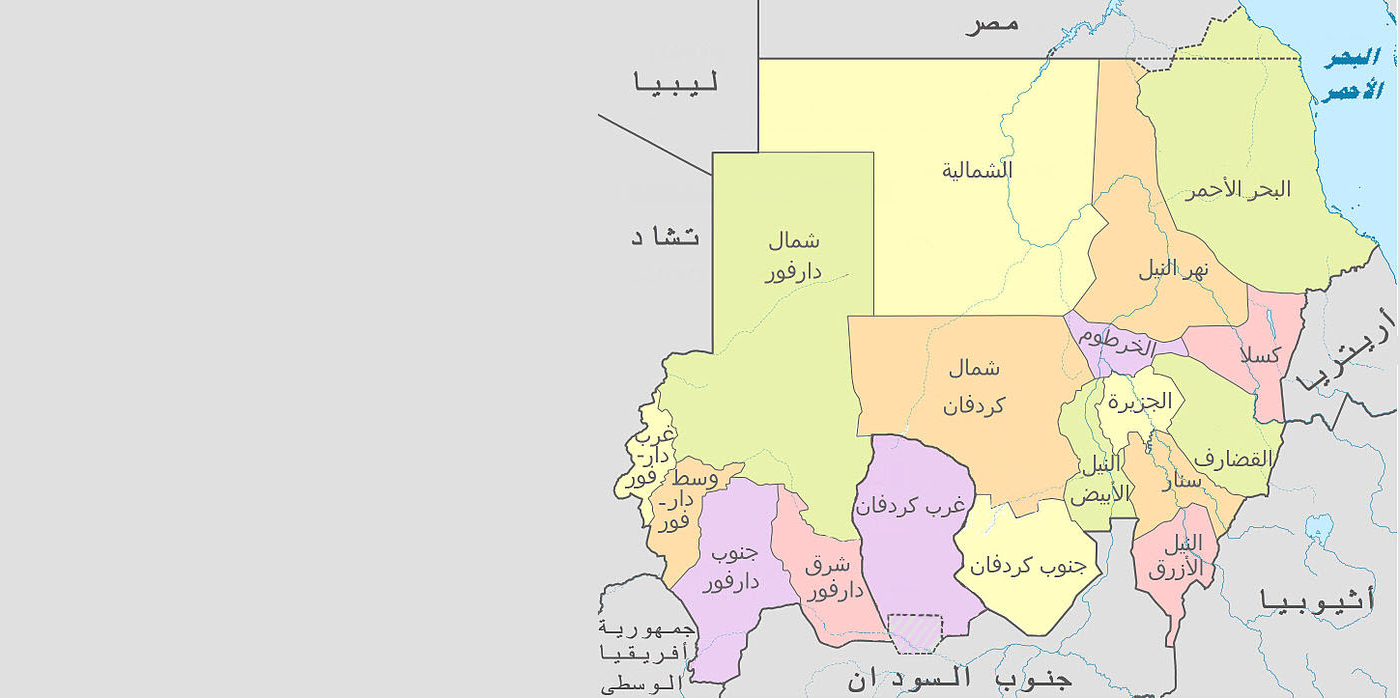 مصر
البحر
الأحمر
ليبيا
الشمالية
البحر الأحمر
تشاد
شمال
دارفور
نهر النيل
أريتريا
الخرطوم
كسلا
شمال
كردفان
الجزيرة
غرب
دار-
فور
وسط
دار-
فور
القضارف
النيل
الابيض
سنار
غرب كردفان
جنوب
دارفور
شرق
دارفور
جنوب كردفان
النيل
الأزرق
أثيوبيا
جمهورية
أفريقيا
الوسطى
جنوب السودان